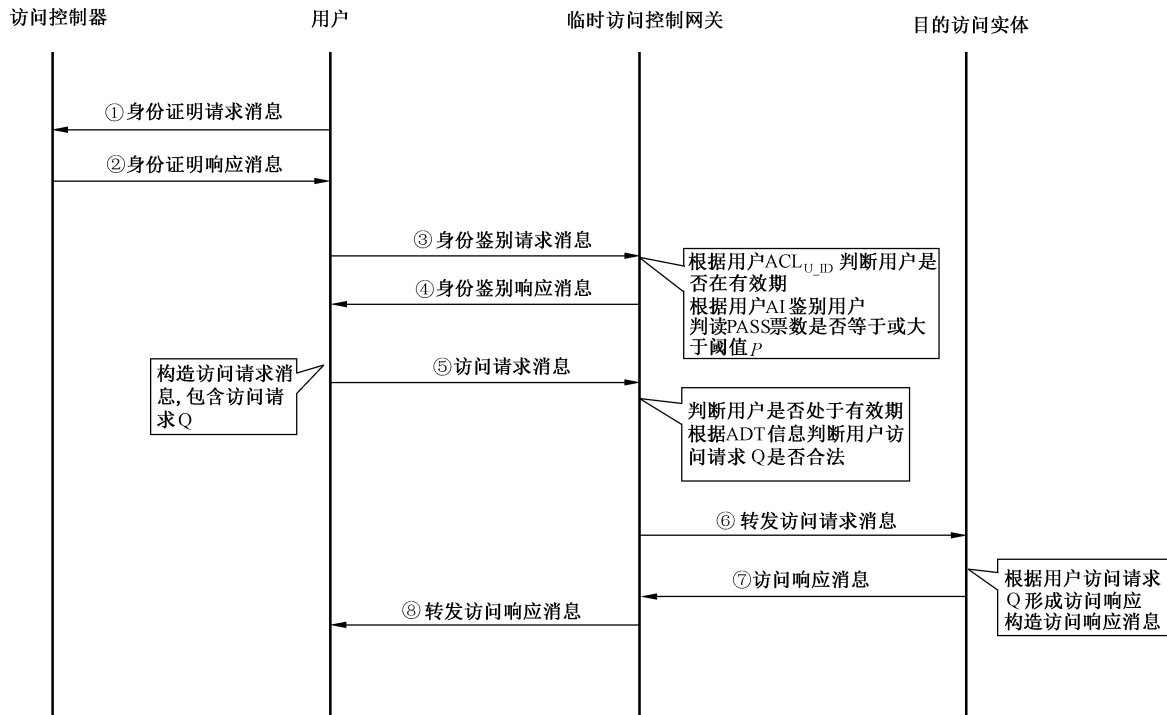 访问控制器
用户
临时访问控制网关
目的访问实体
①身份证明请求消息
②身份证明响应消息
③身份鉴别请求消息
根据用户ACLU_ID判断用户是
否在有效期
根据用户AI鉴别用户
判读PASS票数是否等于或大
于阈值P
④身份鉴别响应消息
构造访问请求消
息,包含访问请
求Q
⑤访问请求消息
判断用户是否处于有效期
根据ADT信息判断用户访
问请求Q是否合法
⑥转发访问请求消息
⑦访问响应消息
根据用户访问请求
Q形成访问响应
构造访问响应消息
⑧转发访问响应消息